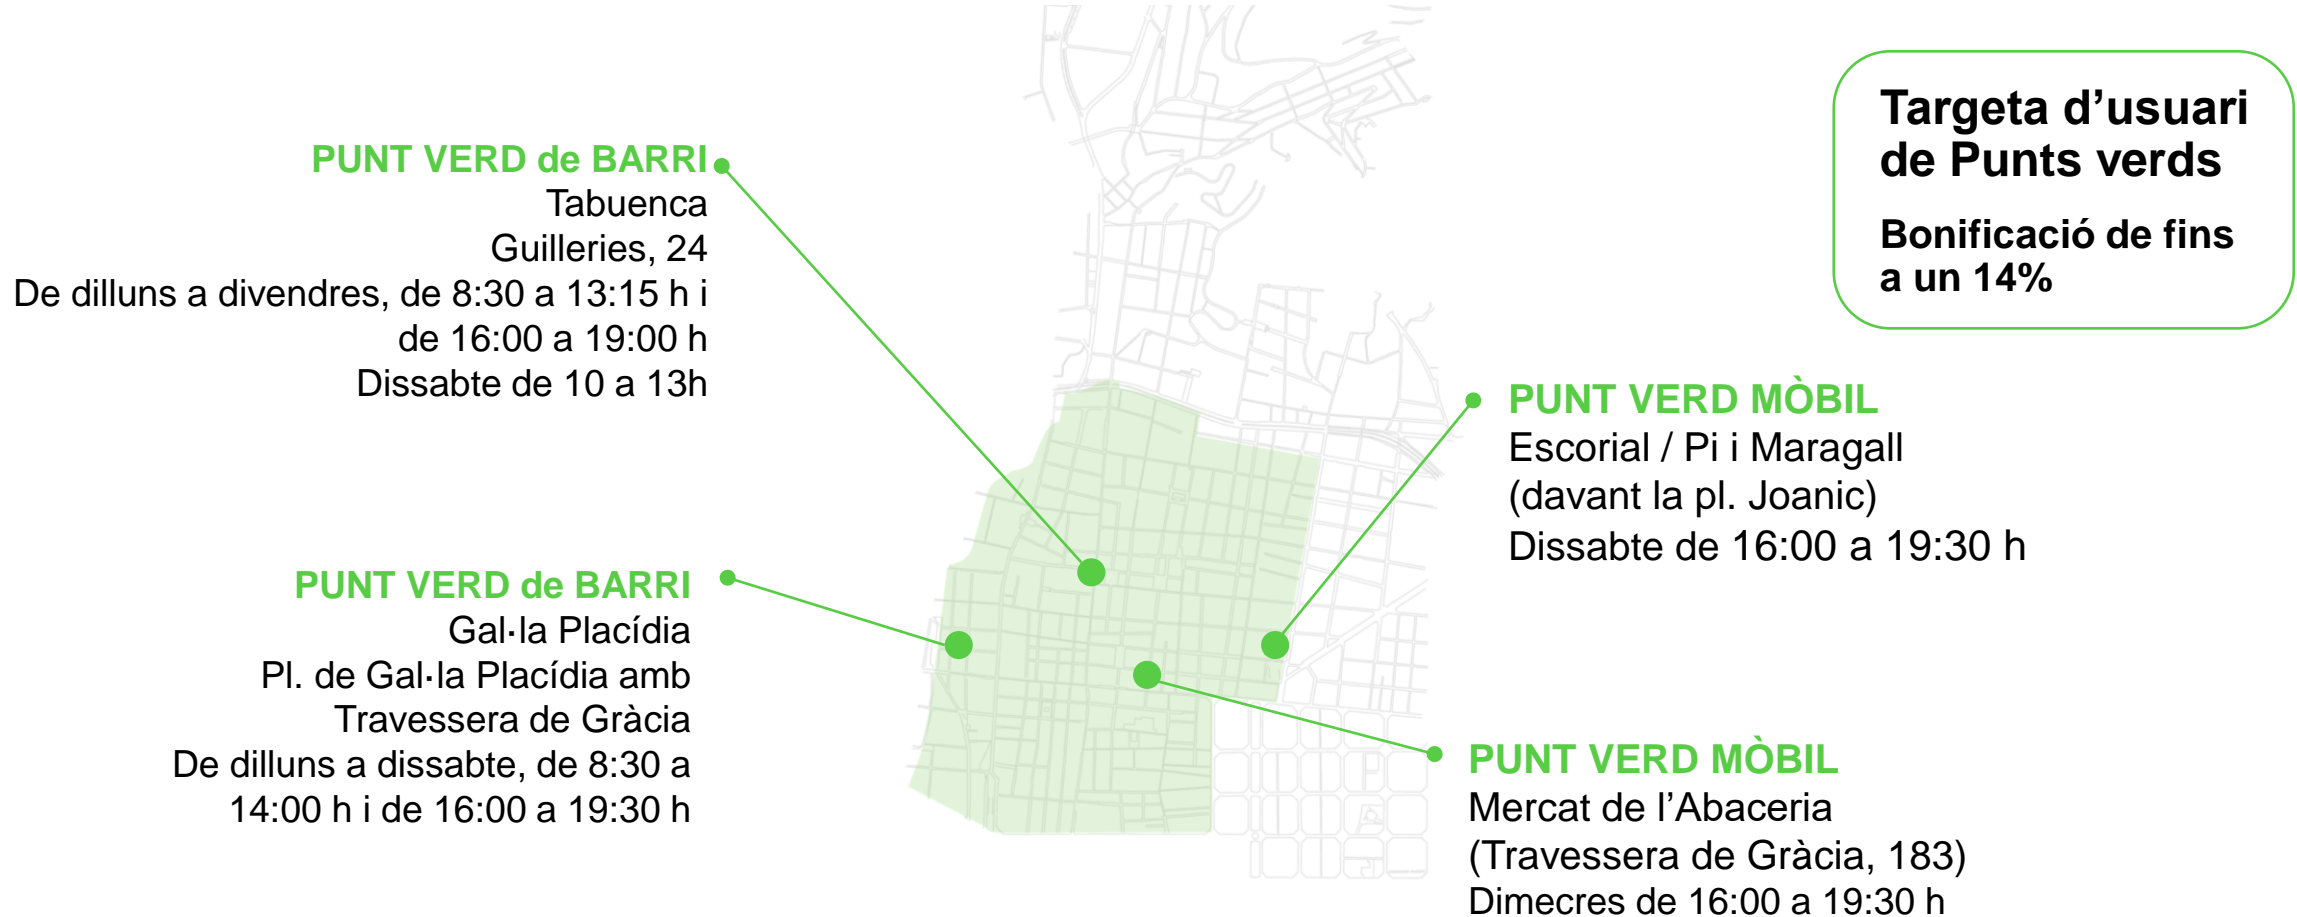 PUNT VERD de BARRI
Tabuenca
Guilleries, 24
De dilluns a divendres, de 8:30 a 13:15 h i
de 16:00 a 19:00 h
Dissabte de 10 a 13h
PUNT VERD de BARRI
Gal·la Placídia
Pl. de Gal·la Placídia amb
Travessera de Gràcia
De dilluns a dissabte, de 8:30 a
14:00 h i de 16:00 a 19:30 h
Targeta d’usuari
de Punts verds
Bonificació de fins
a un 14%
PUNT VERD MÒBIL
Escorial / Pi i Maragall
(davant la pl. Joanic)
Dissabte de 16:00 a 19:30 h
PUNT VERD MÒBIL
Mercat de l’Abaceria
(Travessera de Gràcia, 183)
Dimecres de 16:00 a 19:30 h